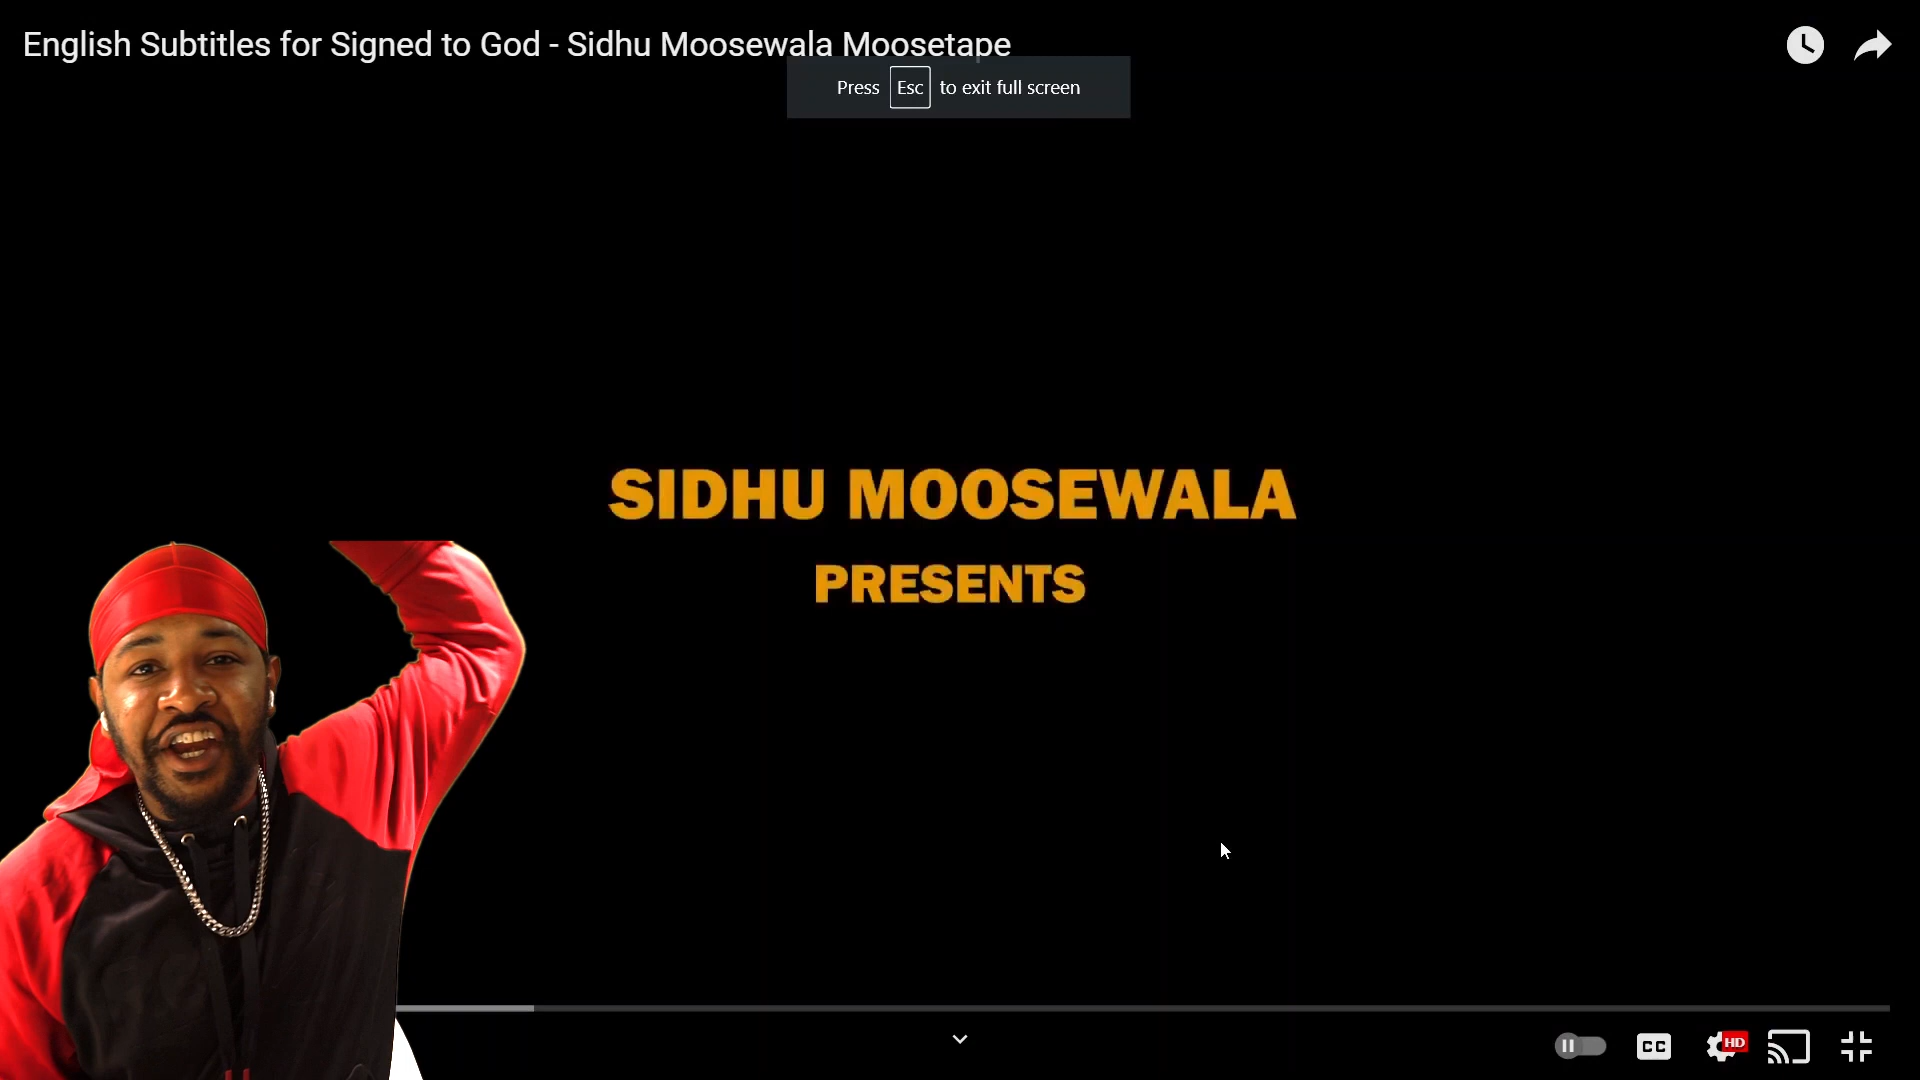 English Subtitles for Signed to God - Sidhu Moosewala Moosetape
Press Esc to exit full screen
SIDHU MOOSEWALA
PRESENTS
CC
HD